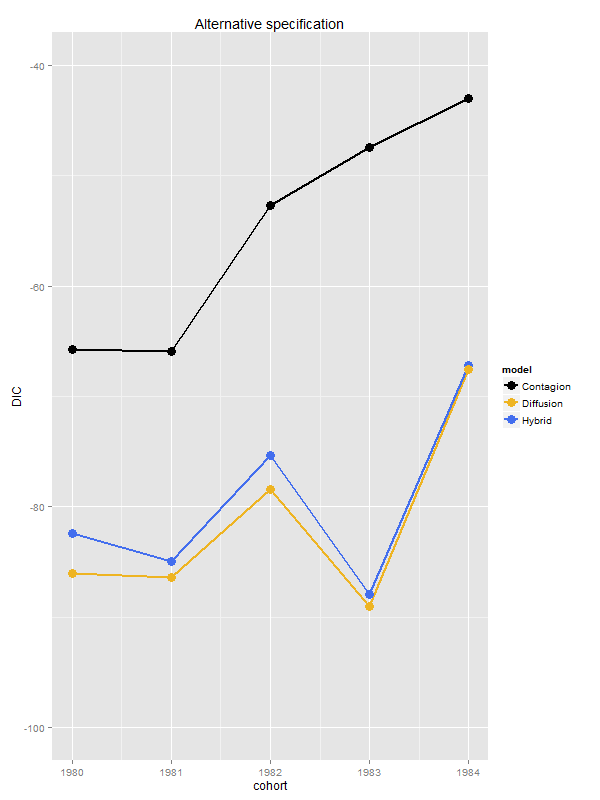 Alternative specification
-40
-60
-80
-100
DIC
1980 1981 1982 1983 1984
cohort
model
Contagion
Diffusion
Hybrid